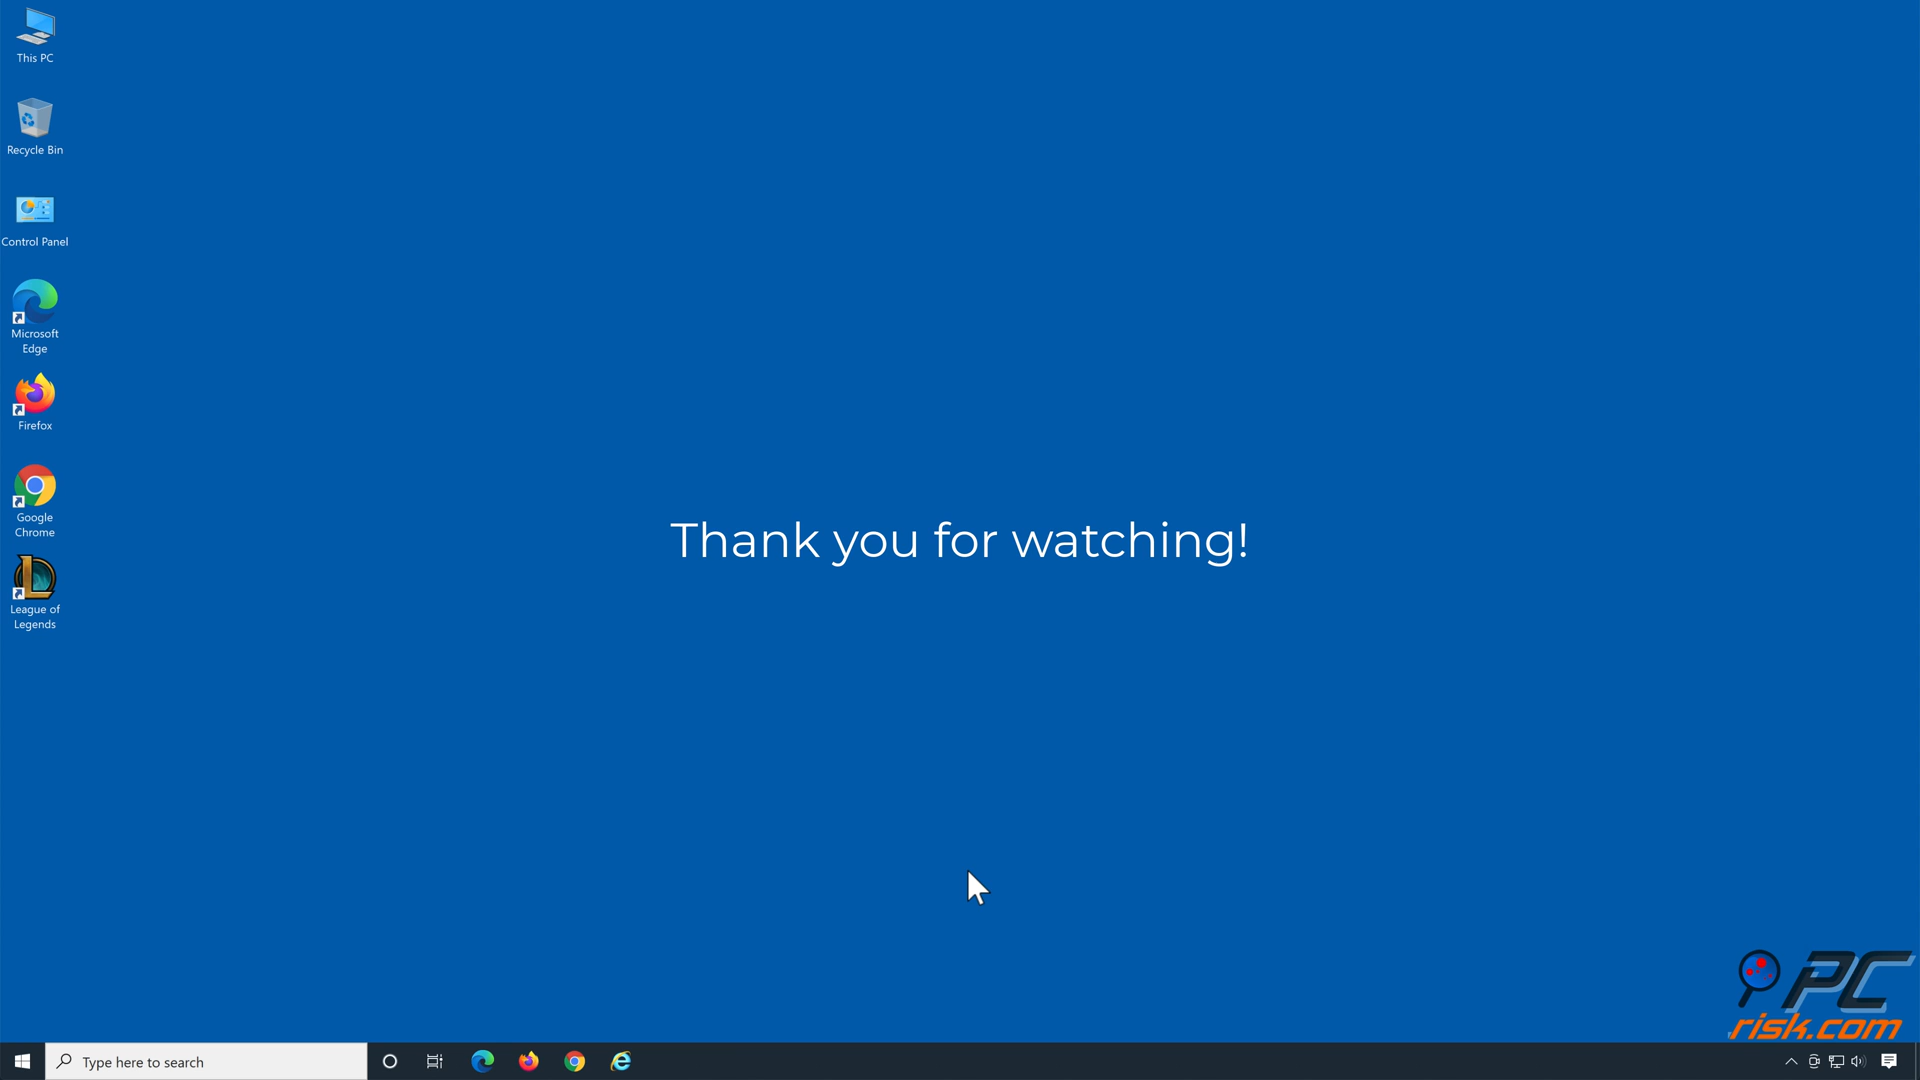 This PC
Recycle Bin
Control Panel
Microsoft
Edge
Firefox
Google
Chrome
League of
Legends
Thank you for watching!
PC
risk.com
Type here to search